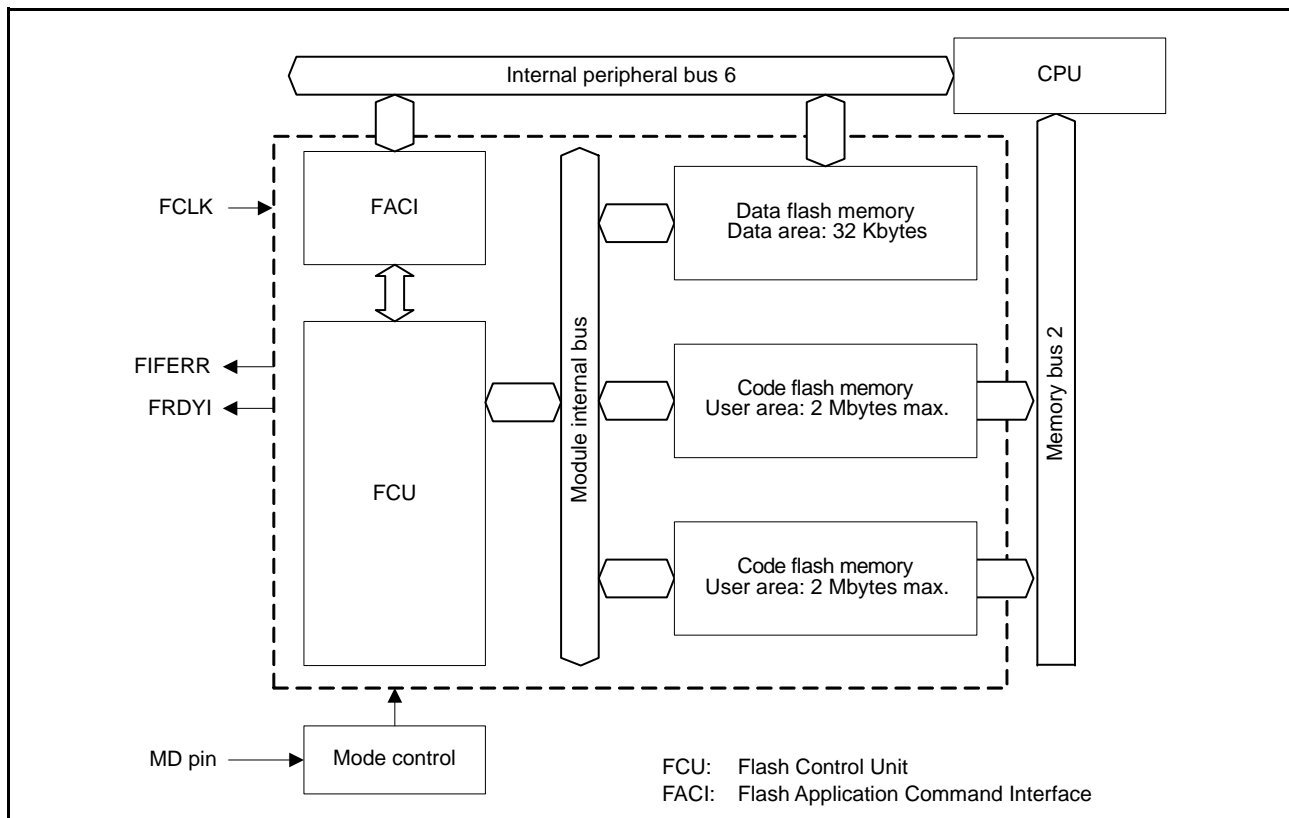 Internal peripheral bus 6
CPU
FCLK
FACI
Data flash memory
Data area: 32 Kbytes
Module internal bus
Memory bus 2
FIFERR
FRDYI
FCU
Code flash memory
User area: 2 Mbytes max.
Code flash memory
User area: 2 Mbytes max.
MD pin
Mode control
FCU: Flash Control Unit
FACI: Flash Application Command Interface